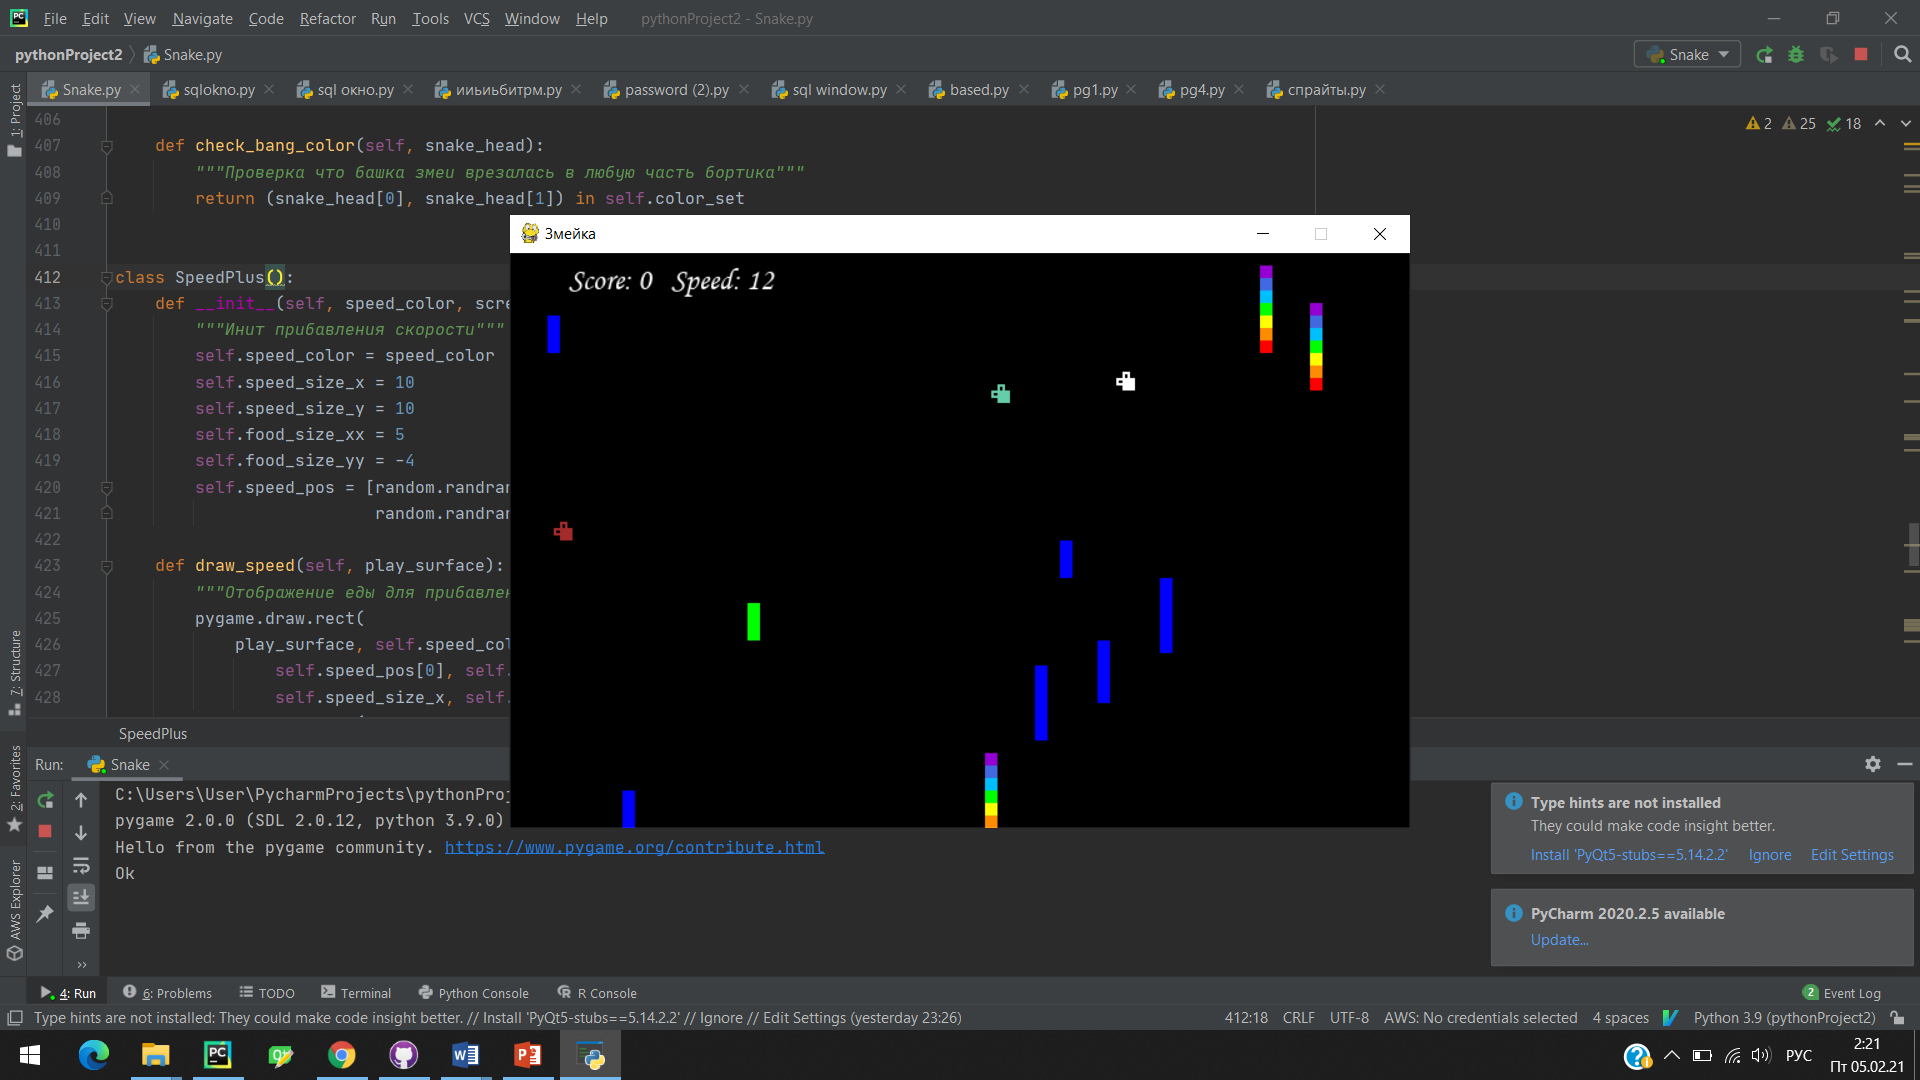 File Edit View Navigate Code Refactor Run Tools VCS Window Help pythonProject2 - Snake.py
pythonProject2 Snake.py Snake
Snake.py sqlokno.py sql окно.py ииьиьбитрм.py password (2).py sql window.py based.py pg1.py pg4.py спрайты.py
1: Project
7: Structure
2: Favorites
AWS Explorer
2 25 18
406
407 def check_bang_color(self, snake_head):
408 """Проверка что башка змеи врезалась в любую часть бортика"""
409 return (snake_head[0], snake_head[1]) in self.color_set
410
411
412 class SpeedPlus():
413 def __init__(self, speed_color, scre
414 """Инит прибавления скорости"""
415 self.speed_color = speed_color
416 self.speed_size_x = 10
417 self.speed_size_y = 10
418 self.food_size_xx = 5
419 self.food_size_yy = -4
420 self.speed_pos = [random.randran
421 random.randran
422
423 def draw_speed(self, play_surface):
424 """Отображение еды для прибавлен
425 pygame.draw.rect(
426 play_surface, self.speed_col
427 self.speed_pos[0], self.
428 self.speed_size_x, self.
SpeedPlus
Змейка
Score: 0 Speed: 12
Run: Snake
C:\Users\User\PycharmProjects\pythonProj
pygame 2.0.0 (SDL 2.0.12, python 3.9.0)
Hello from the pygame community. https://www.pygame.org/contribute.html
Ok
Type hints are not installed
They could make code insight better.
Install 'PyQt5-stubs==5.14.2.2' Ignore Edit Settings
PyCharm 2020.2.5 available
Update...
4: Run 6: Problems TODO Terminal Python Console R Console 2 Event Log
Type hints are not installed: They could make code insight better. // Install 'PyQt5-stubs==5.14.2.2' // Ignore // Edit Settings (yesterday 23:26) 412:18 CRLF UTF-8 AWS: No credentials selected 4 spaces Python 3.9 (pythonProject2)
РУС
2:21
Пт 05.02.21